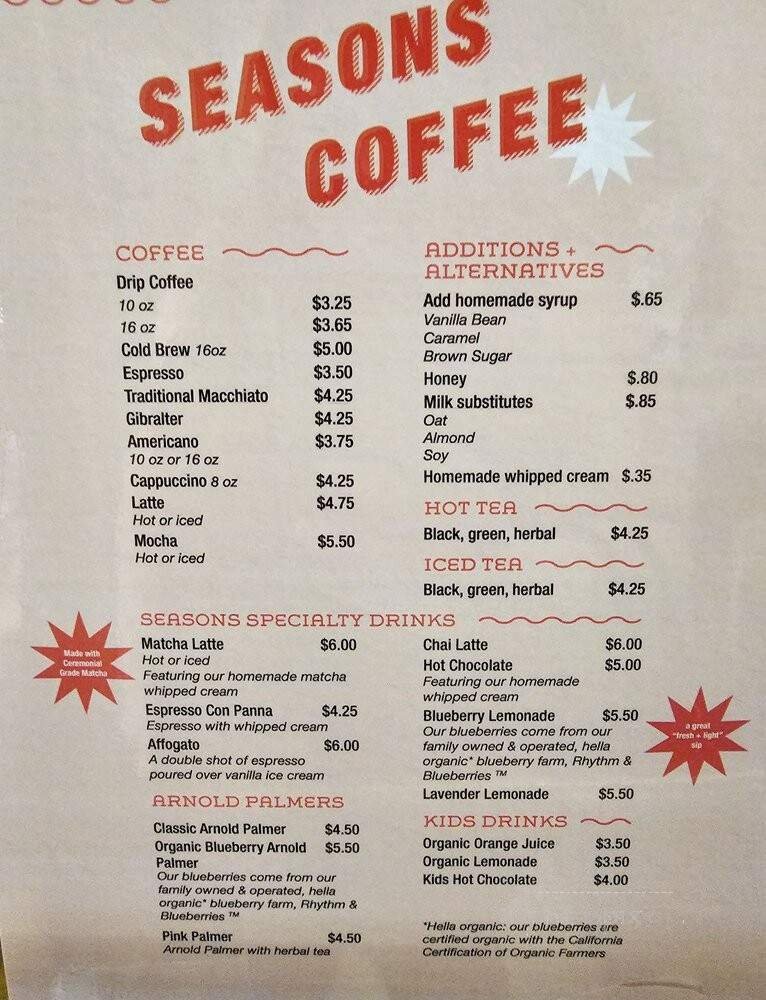 SEASONS
COFFEE
COFFEE
Drip Coffee
10 oz $3.25
16 oz $3.65
Cold Brew 16oz $5.00
Espresso $3.50
Traditional Macchiato $4.25
Gibralter $4.25
Americano $3.75
10 oz or 16 oz
Cappuccino 8 oz $4.25
Latte $4.75
Hot or iced
Mocha $5.50
Hot or iced
ADDITIONS +
ALTERNATIVES
Add homemade syrup $.65
Vanilla Bean
Caramel
Brown Sugar
Honey $.80
Milk substitutes $.85
Oat
Almond
Soy
Homemade whipped cream $.35
HOT TEA
Black, green, herbal $4.25
ICED TEA
Black, green, herbal $4.25
SEASONS SPECIALTY DRINKS
Made with
Ceremonial
Grade Matcha
Matcha Latte $6.00
Hot or iced
Featuring our homemade matcha
whipped cream
Espresso Con Panna $4.25
Espresso with whipped cream
Affogato $6.00
A double shot of espresso
poured over vanilla ice cream
Chai Latte $6.00
Hot Chocolate $5.00
Featuring our homemade
whipped cream
Blueberry Lemonade $5.50
Our blueberries come from our
family owned & operated, hella
organic* blueberry farm, Rhythm &
Blueberries ™
Lavender Lemonade $5.50
a great
"fresh + light"
sip
ARNOLD PALMERS
Classic Arnold Palmer $4.50
Organic Blueberry Arnold $5.50
Palmer
Our blueberries come from our
family owned & operated, hella
organic* blueberry farm, Rhythm &
Blueberries ™
Pink Palmer $4.50
Arnold Palmer with herbal tea
KIDS DRINKS
Organic Orange Juice $3.50
Organic Lemonade $3.50
Kids Hot Chocolate $4.00
*Hella organic: our blueberries are
certified organic with the California
Certification of Organic Farmers